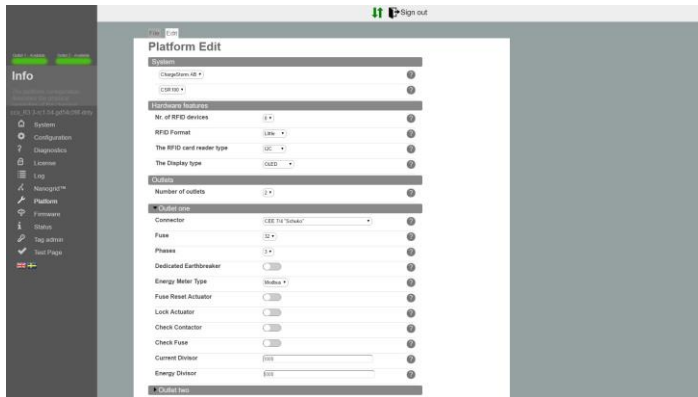 Sign out
File Edit
Platform Edit
System
ChargeStorm AB
CSR100
Hardware features
Nr. of RFID devices
RFID Format Little
The RFID card reader type I2C
The Display type OLED
Outlets
Number of outlets 2
Outlet one
Connector CEE 7/4 "Schuko"
Fuse 32
Phases 3
Dedicated Earthbreaker
Energy Meter Type Modbus
Fuse Reset Actuator
Lock Actuator
Check Contactor
Check Fuse
Current Divisor
Energy Divisor
Outlet two
Info
System
Configuration
Diagnostics
License
Log
Nanogrid™
Platform
Firmware
Status
Tag admin
Test Page